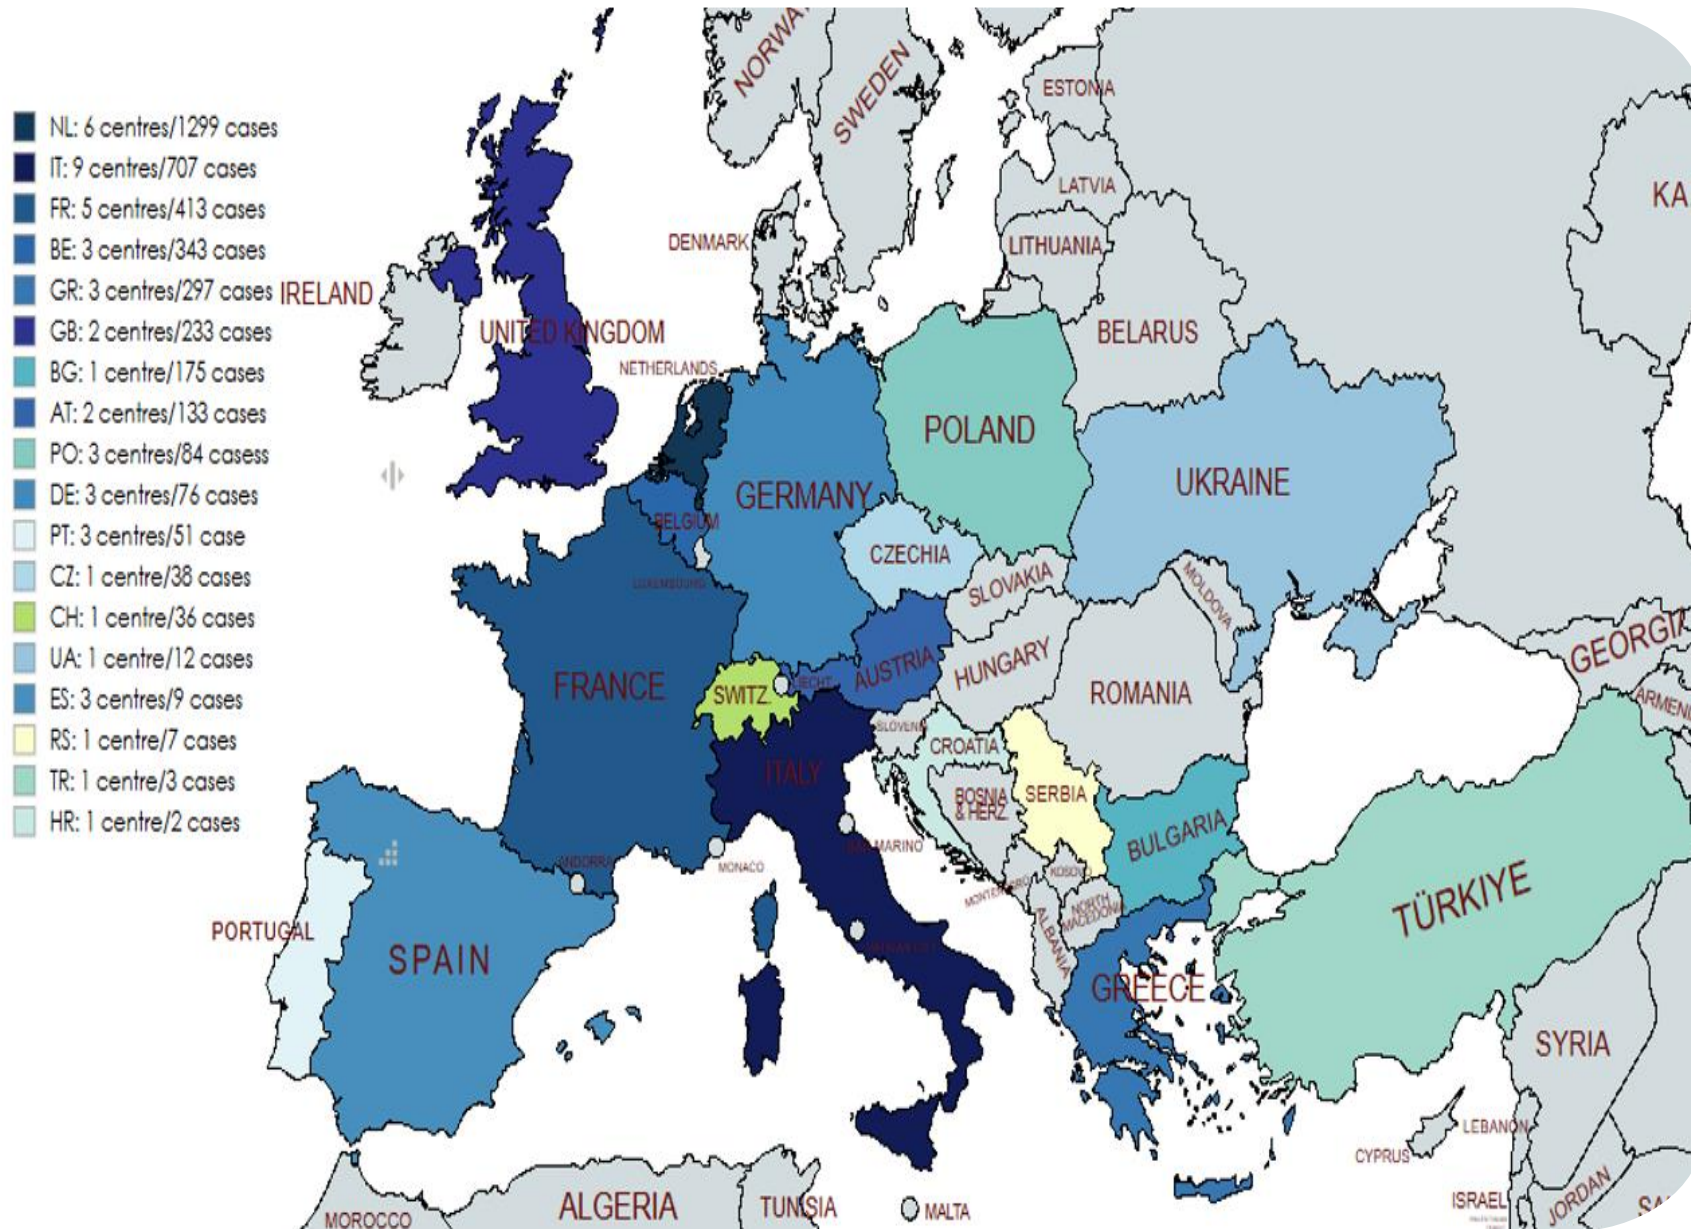 NL: 6 centres/1299 cases
IT: 9 centres/707 cases
FR: 5 centres/413 cases
BE: 3 centres/343 cases
GR: 3 centres/297 cases
GB: 2 centres/233 cases
BG: 1 centre/175 cases
AT: 2 centres/133 cases
PO: 3 centres/84 casess
DE: 3 centres/76 cases
PT: 3 centres/51 case
CZ: 1 centre/38 cases
CH: 1 centre/36 cases
UA: 1 centre/12 cases
ES: 3 centres/9 cases
RS: 1 centre/7 cases
TR: 1 centre/3 cases
HR: 1 centre/2 cases
NORWAY
SWEDEN
ESTONIA
LATVIA
LITHUANIA
KA
DENMARK
IRELAND
UNITED KINGDOM
BELARUS
NETHERLANDS
POLAND
UKRAINE
GERMANY
BELGIUM
CZECHIA
LUXEMBOURG
SLOVAKIA
MOLDOVA
GEORGIA
ARMENI
FRANCE
SWITZ.
LIECHT.
AUSTRIA
HUNGARY
ROMANIA
SLOVENIA
CROATIA
ITALY
BOSNIA
& HERZ.
SERBIA
BULGARIA
SAN MARINO
MONACO
ANDORRA
MONTENEGRO
KOSOVO
NORTH
MACEDONIA
ALBANIA
TÜRKIYE
PORTUGAL
SPAIN
GREECE
SYRIA
CYPRUS
LEBANON
ISRAEL
JORDAN
SA
MOROCCO
ALGERIA
TUNISIA
MALTA